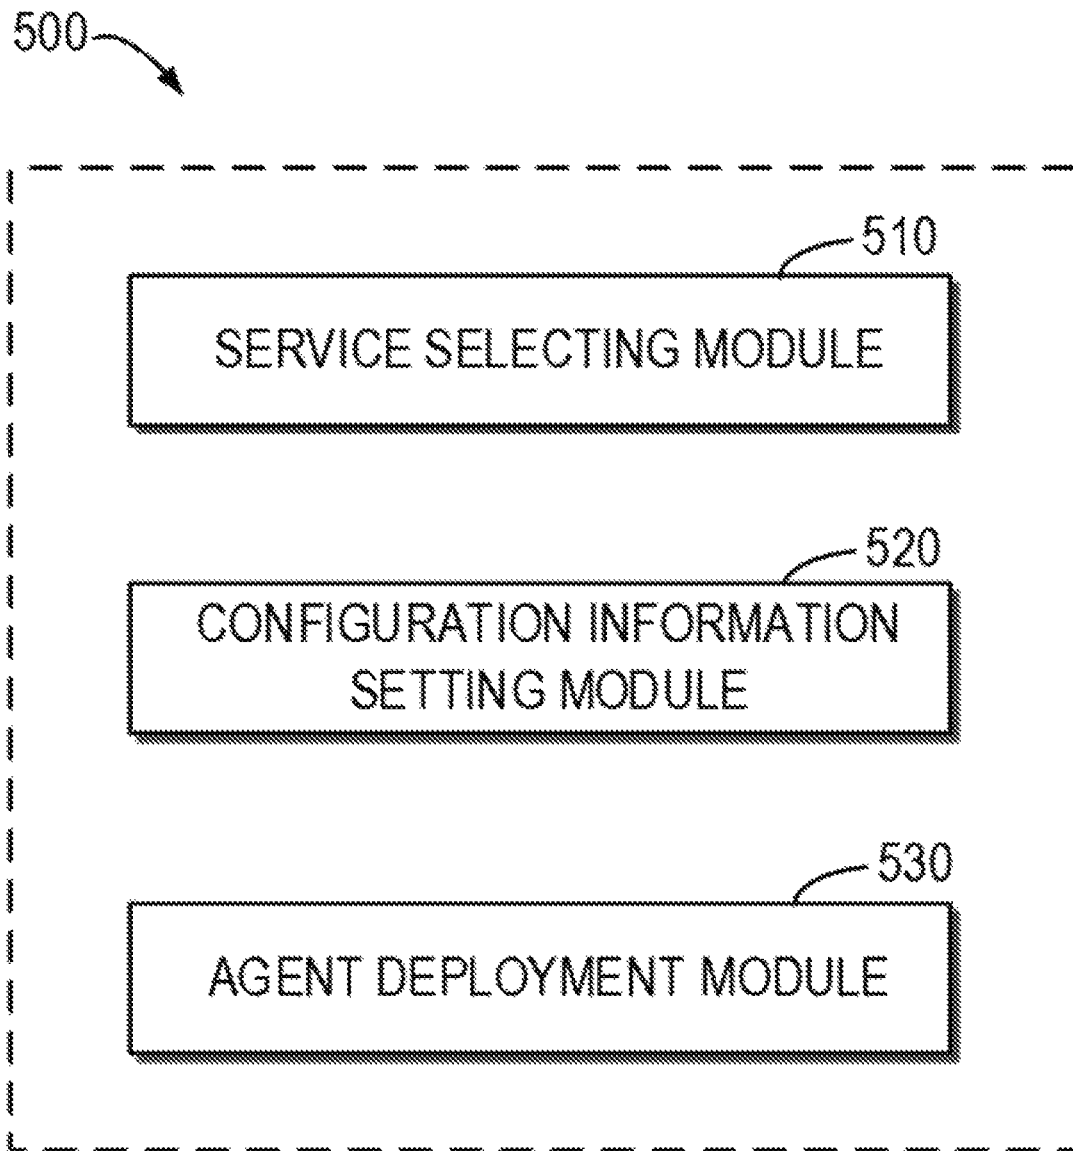 500
510
SERVICE SELECTING MODULE
520
CONFIGURATION INFORMATION
SETTING MODULE
530
AGENT DEPLOYMENT MODULE